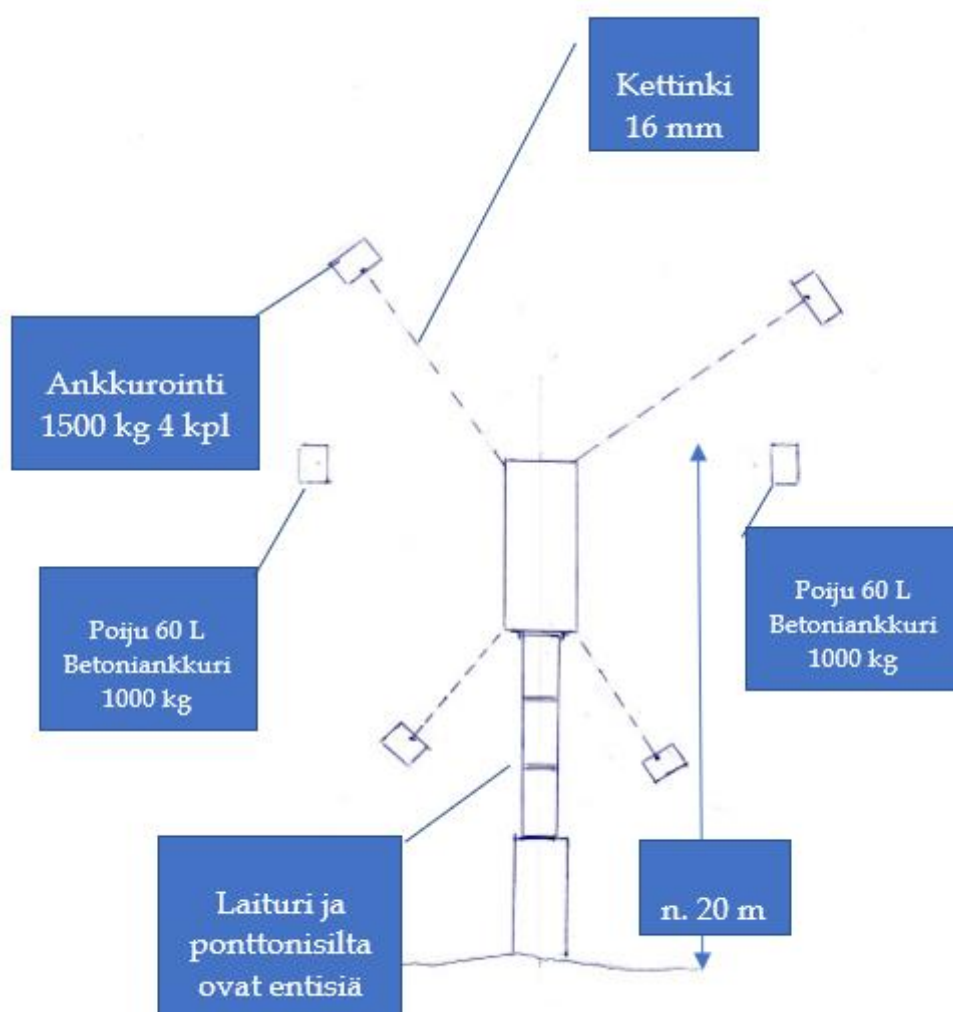 Kettinki
16 mm
Ankkurointi
1500 kg 4 kpl
Poiju 60 L
Betoniankkuri
1000 kg
Poiju 60 L
Betoniankkuri
1000 kg
Laituri ja
ponttonisilta
ovat entisiä
n. 20 m